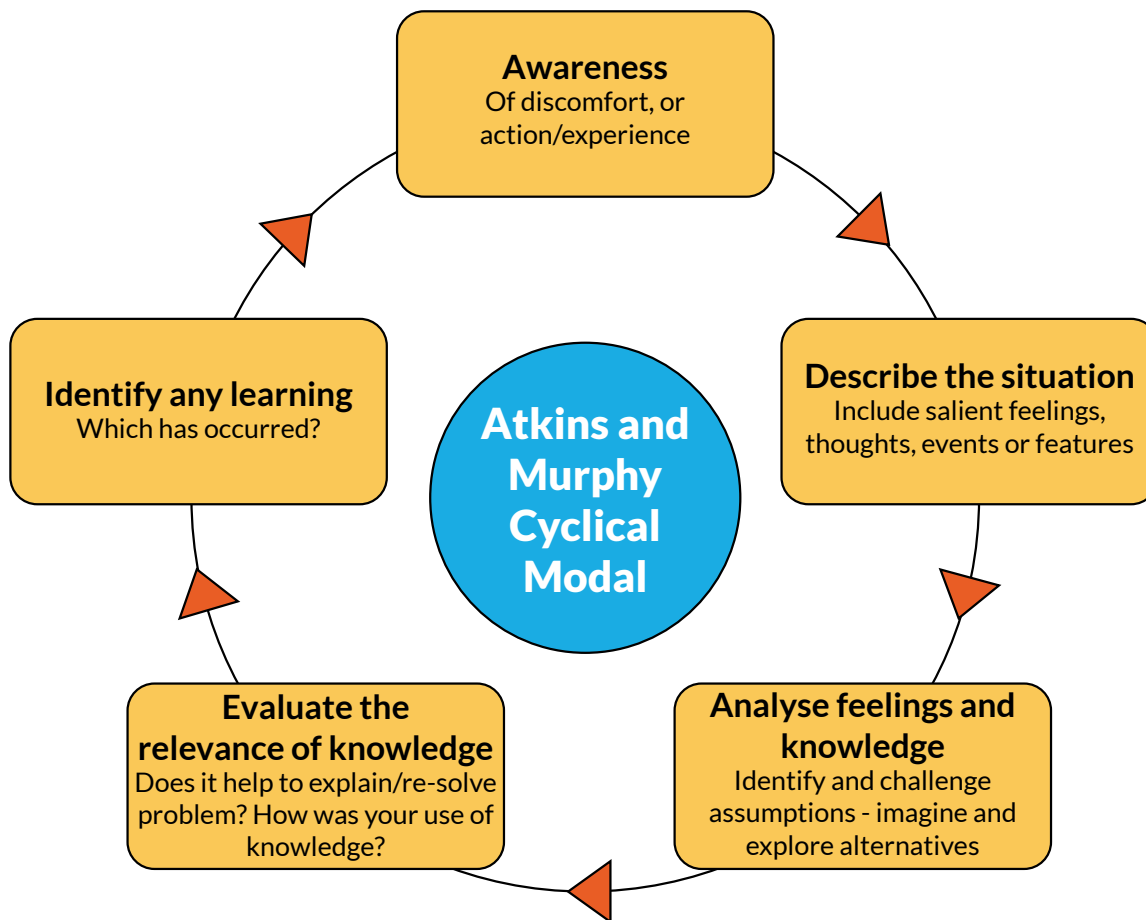 Awareness
Of discomfort, or
action/experience
Describe the situation
Include salient feelings,
thoughts, events or features
Analyse feelings and
knowledge
Identify and challenge
assumptions - imagine and
explore alternatives
Evaluate the
relevance of knowledge
Does it help to explain/re-solve
problem? How was your use of
knowledge?
Identify any learning
Which has occurred?
Atkins and
Murphy
Cyclical
Modal